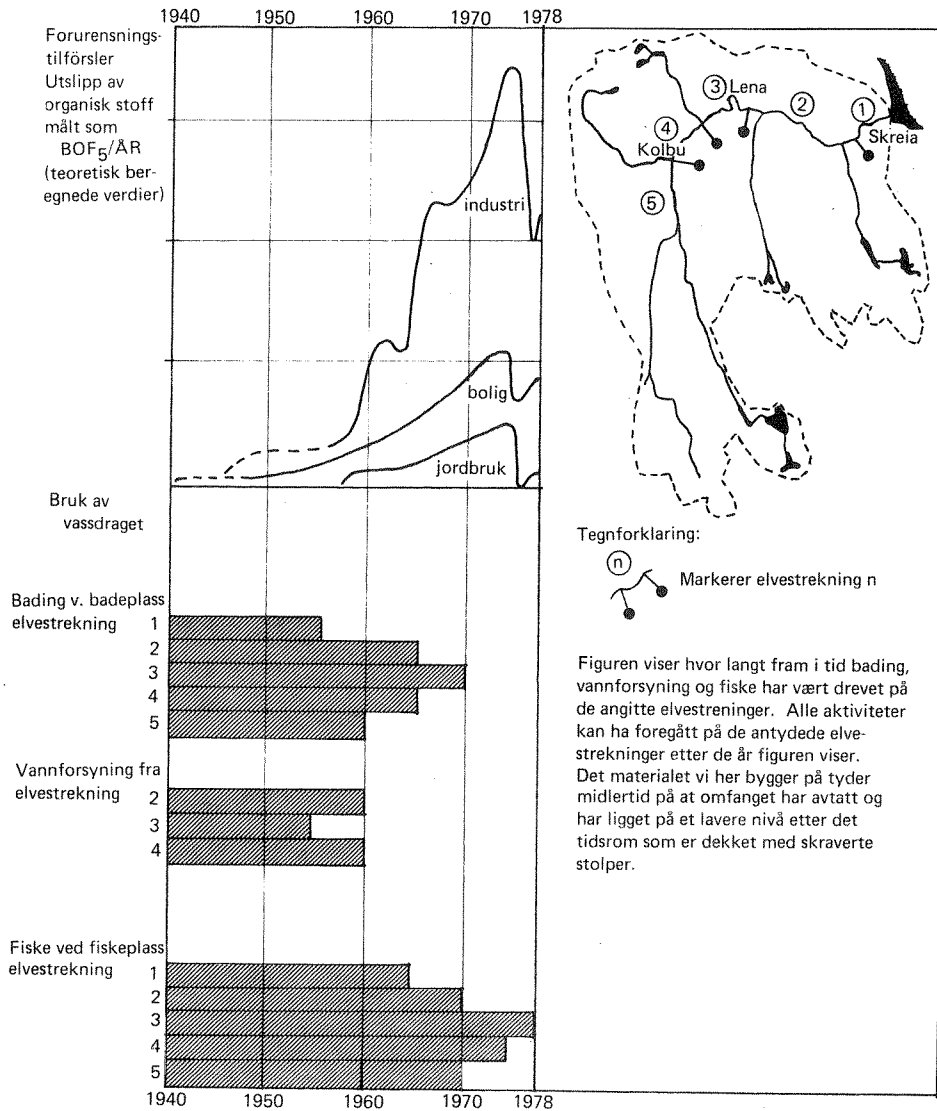 1940 1950 1960 1970 1978
Forurensnings-
tilförsler
Utslipp av
organisk stoff
målt som
BOF5/ÅR
(teoretisk ber-
egnede verdier)
industri
bolig
jordbruk
3 Lena
2
1
Skreia
4
Kolbu
5
Bruk av
vassdraget
Tegnforklaring:
n
Markerer elvestrekning n
Bading v. badeplass
elvestrekning
1
2
3
4
5
Vannforsyning fra
elvestrekning
2
3
4
Fiske ved fiskeplass
elvestrekning
1
2
3
4
5
1940 1950 1960 1970 1978
Figuren viser hvor langt fram i tid bading,
vannforsyning og fiske har vært drevet på
de angitte elvestreninger. Alle aktiviteter
kan ha foregått på de antydede elve-
strekninger etter de år figuren viser.
Det materialet vi her bygger på tyder
midlertid på at omfanget har avtatt og
har ligget på et lavere nivå etter det
tidsrom som er dekket med skraverte
stolper.